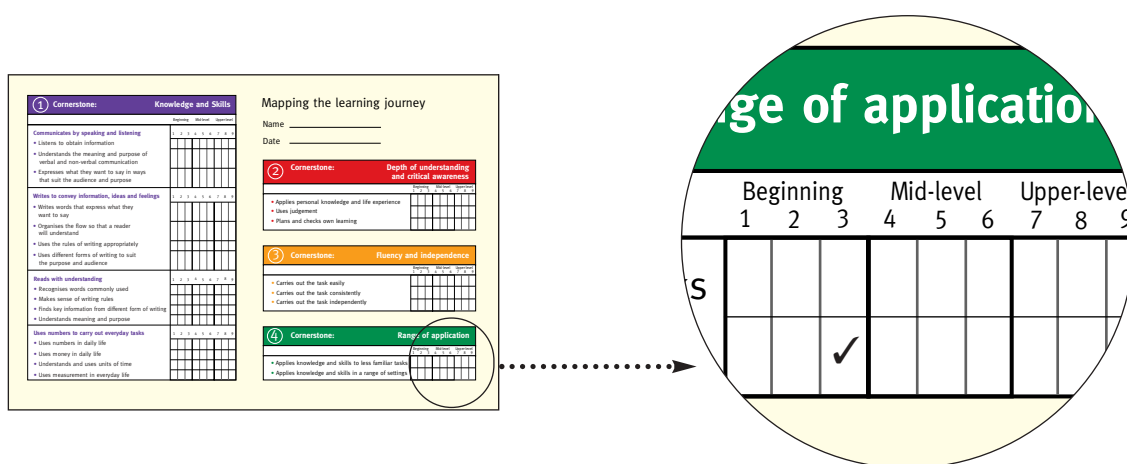 1 Cornerstone: Knowledge and Skills
Beginning Mid-level Upper-level
Communicates by speaking and listening 1 2 3 4 5 6 7 8 9
• Listens to obtain information
• Understands the meaning and purpose of
verbal and non-verbal communication
• Expresses what they want to say in ways
that suit the audience and purpose
Writes to convey information, ideas and feelings 1 2 3 4 5 6 7 8 9
• Writes words that express what they
want to say
• Organises the flow so that a reader
will understand
• Uses the rules of writing appropriately
• Uses different forms of writing to suit
the purpose and audience
Reads with understanding 1 2 3 4 5 6 7 8 9
• Recognises words commonly used
• Makes sense of writing rules
• Finds key information from different form of writing
• Understands meaning and purpose
Uses numbers to carry out everyday tasks 1 2 3 4 5 6 7 8 9
• Uses numbers in daily life
• Uses money in daily life
• Understands and uses units of time
• Uses measurement in everyday life
Mapping the learning journey
Name
Date
2 Cornerstone: Depth of understanding
and critical awareness
Beginning Mid-level Upper-level
1 2 3 4 5 6 7 8 9
• Applies personal knowledge and life experience
• Uses judgement
• Plans and checks own learning
3 Cornerstone: Fluency and independence
Beginning Mid-level Upper-level
1 2 3 4 5 6 7 8 9
• Carries out the task easily
• Carries out the task consistently
• Carries out the task independently
4 Cornerstone: Range of application
Beginning Mid-level Upper-level
1 2 3 4 5 6 7 8 9
• Applies knowledge and skills to less familiar tasks
• Applies knowledge and skills in a range of settings
ge of application
Beginning Mid-level Upper-leve
1 2 3 4 5 6 7 8 9
s
✓